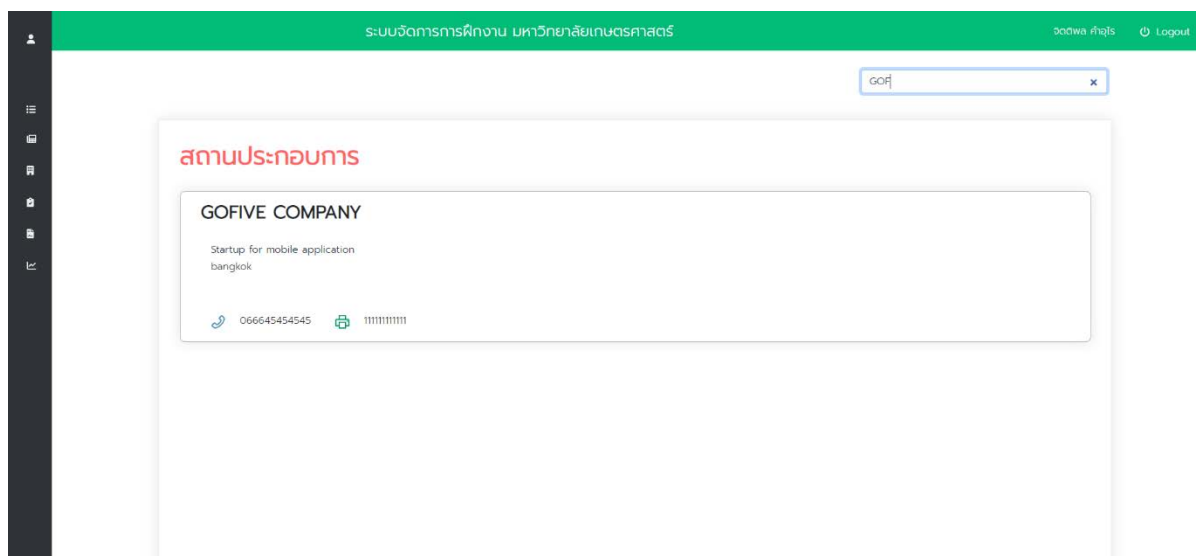 ระบบจัดการการฝึกงาน มหาวิทยาลัยเกษตรศาสตร์
จิตติพล คำอุไร Logout
GOF
สถานประกอบการ
GOFIVE COMPANY
Startup for mobile application
bangkok
066645454545 111111111111